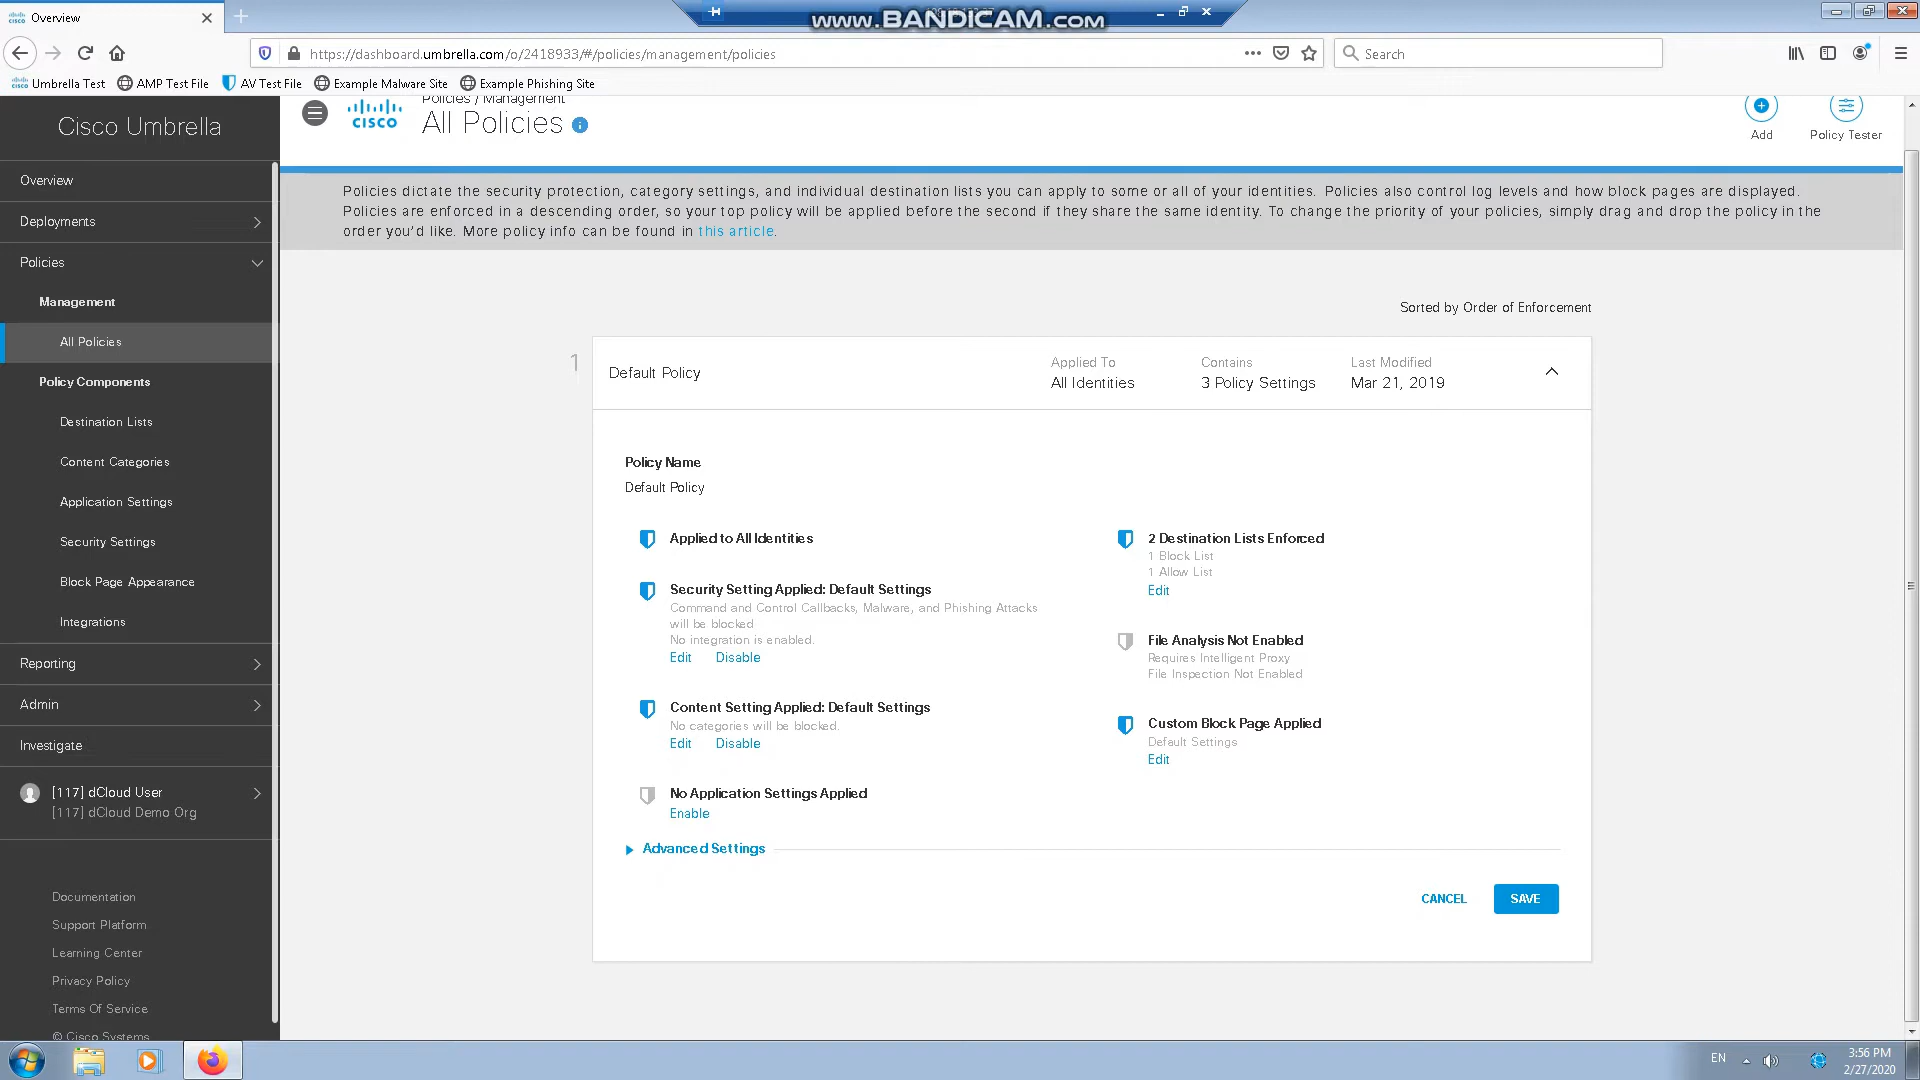 Overview
www.BANDICAM.com
https://dashboard.umbrella.com/o/2418933/#/policies/management/policies
Search
Umbrella Test
AMP Test File
AV Test File
Example Malware Site
Example Phishing Site
Cisco Umbrella
Overview
Deployments
Policies
Management
All Policies
Policy Components
Destination Lists
Content Categories
Application Settings
Security Settings
Block Page Appearance
Integrations
Reporting
Admin
Investigate
[117] dCloud User
[117] dCloud Demo Org
Documentation
Support Platform
Learning Center
Privacy Policy
Terms Of Service
© Cisco Systems
CISCO
Policies / Management
All Policies
Add
Policy Tester
Policies dictate the security protection, category settings, and individual destination lists you can apply to some or all of your identities. Policies also control log levels and how block pages are displayed.
Policies are enforced in a descending order, so your top policy will be applied before the second if they share the same identity. To change the priority of your policies, simply drag and drop the policy in the
order you'd like. More policy info can be found in this article.
Sorted by Order of Enforcement
1
Default Policy
Applied To
All Identities
Contains
3 Policy Settings
Last Modified
Mar 21, 2019
Policy Name
Default Policy
Applied to All Identities
Security Setting Applied: Default Settings
Command and Control Callbacks, Malware, and Phishing Attacks
will be blocked
No integration is enabled.
Edit Disable
Content Setting Applied: Default Settings
No categories will be blocked.
Edit Disable
No Application Settings Applied
Enable
2 Destination Lists Enforced
1 Block List
1 Allow List
Edit
File Analysis Not Enabled
Requires Intelligent Proxy
File Inspection Not Enabled
Custom Block Page Applied
Default Settings
Edit
Advanced Settings
CANCEL
SAVE
EN
3:56 PM
2/27/2020